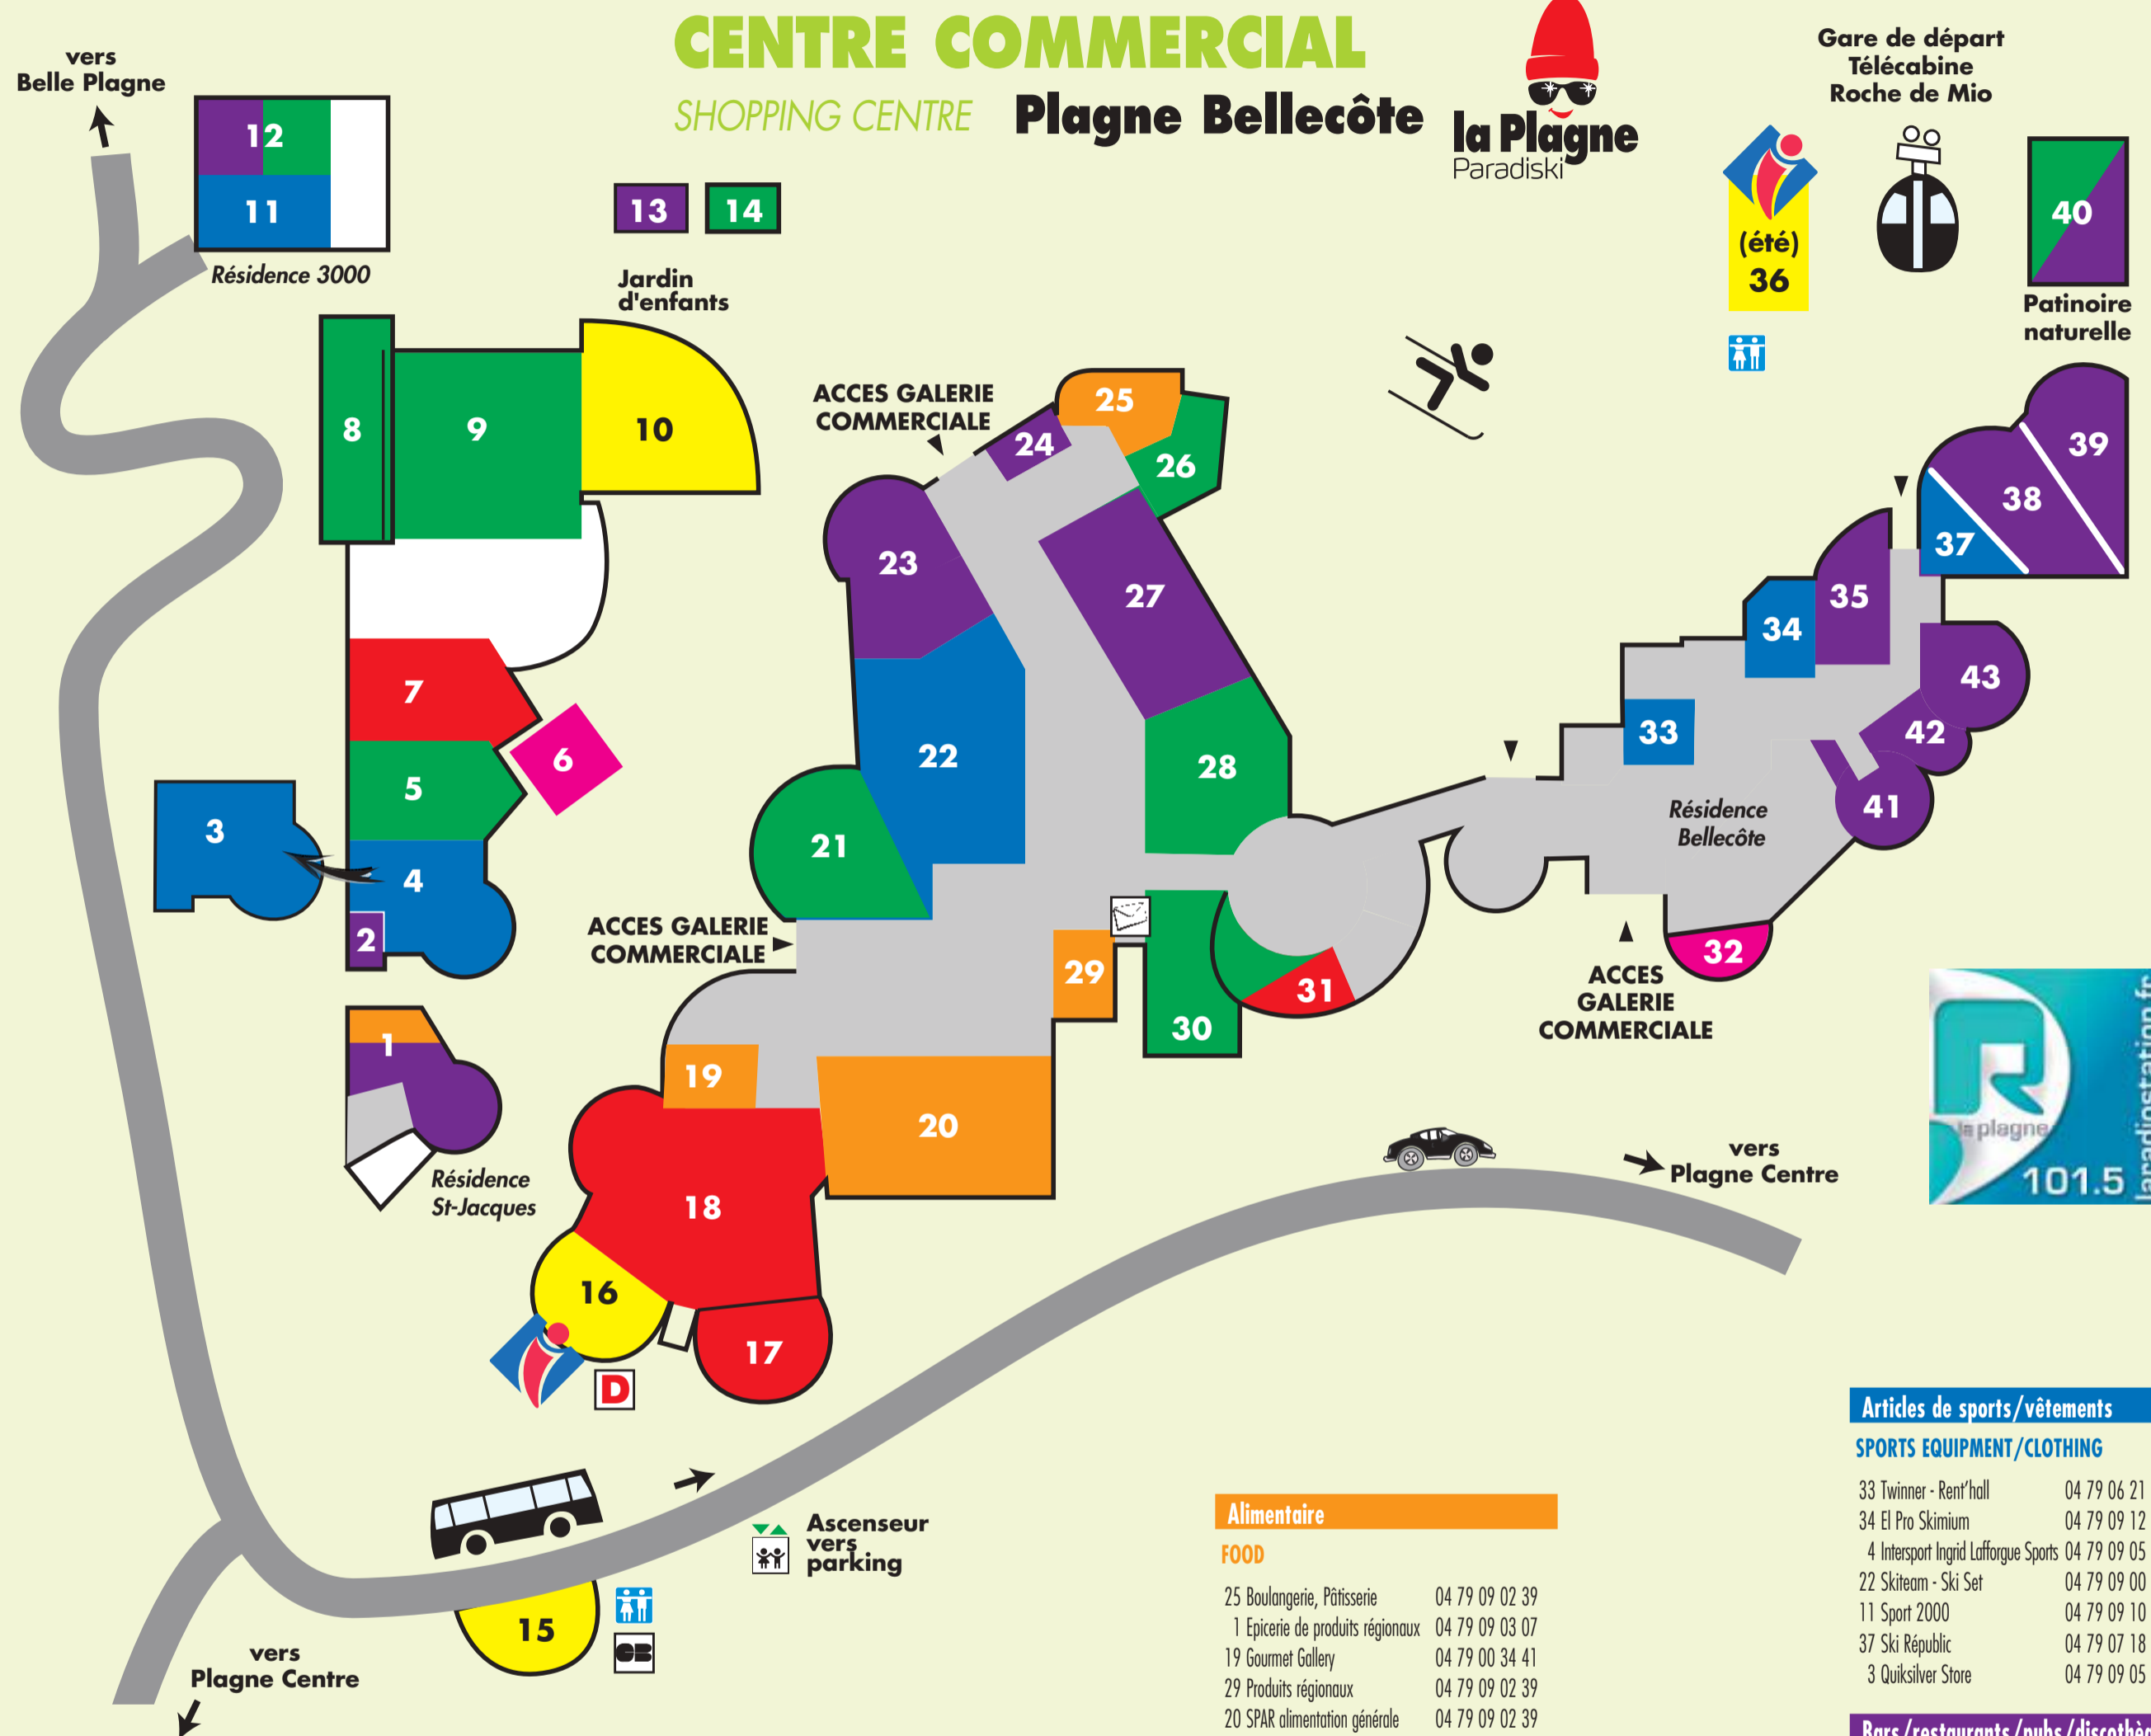 CENTRE COMMERCIAL
SHOPPING CENTRE Plagne Bellecôte
la Plagne
Paradiski
Gare de départ
Télécabine
Roche de Mio
vers
Belle Plagne
12
11
Résidence 3000
13 14
Jardin
d'enfants
(été)
36
40
Patinoire
naturelle
8
9
10
ACCES GALERIE
COMMERCIALE
24
25
26
23
27
39
38
37
35
34
33
43
42
41
7
6
5
3
4
2
22
28
21
Résidence
Bellecôte
ACCES GALERIE
COMMERCIALE
29
30
31
32
ACCES
GALERIE
COMMERCIALE
1
19
20
Résidence
St-Jacques
18
16
17
D
vers
Plagne Centre
R
la plagne
101.5
laradiostation.fr
Ascenseur
vers
parking
15
CB
vers
Plagne Centre
Alimentaire
FOOD
25 Boulangerie, Pâtisserie 04 79 09 02 39
1 Epicerie de produits régionaux 04 79 09 03 07
19 Gourmet Gallery 04 79 00 34 41
29 Produits régionaux 04 79 09 02 39
20 SPAR alimentation générale 04 79 09 02 39
Articles de sports/vêtements
SPORTS EQUIPMENT/CLOTHING
33 Twinner - Rent'hall 04 79 06 21
34 El Pro Skimium 04 79 09 12
4 Intersport Ingrid Lafforgue Sports 04 79 09 05
22 Skiteam - Ski Set 04 79 09 00
11 Sport 2000 04 79 09 10
37 Ski Républic 04 79 07 18
3 Quiksilver Store 04 79 09 05
Bars/restaurants/pubs/discothè